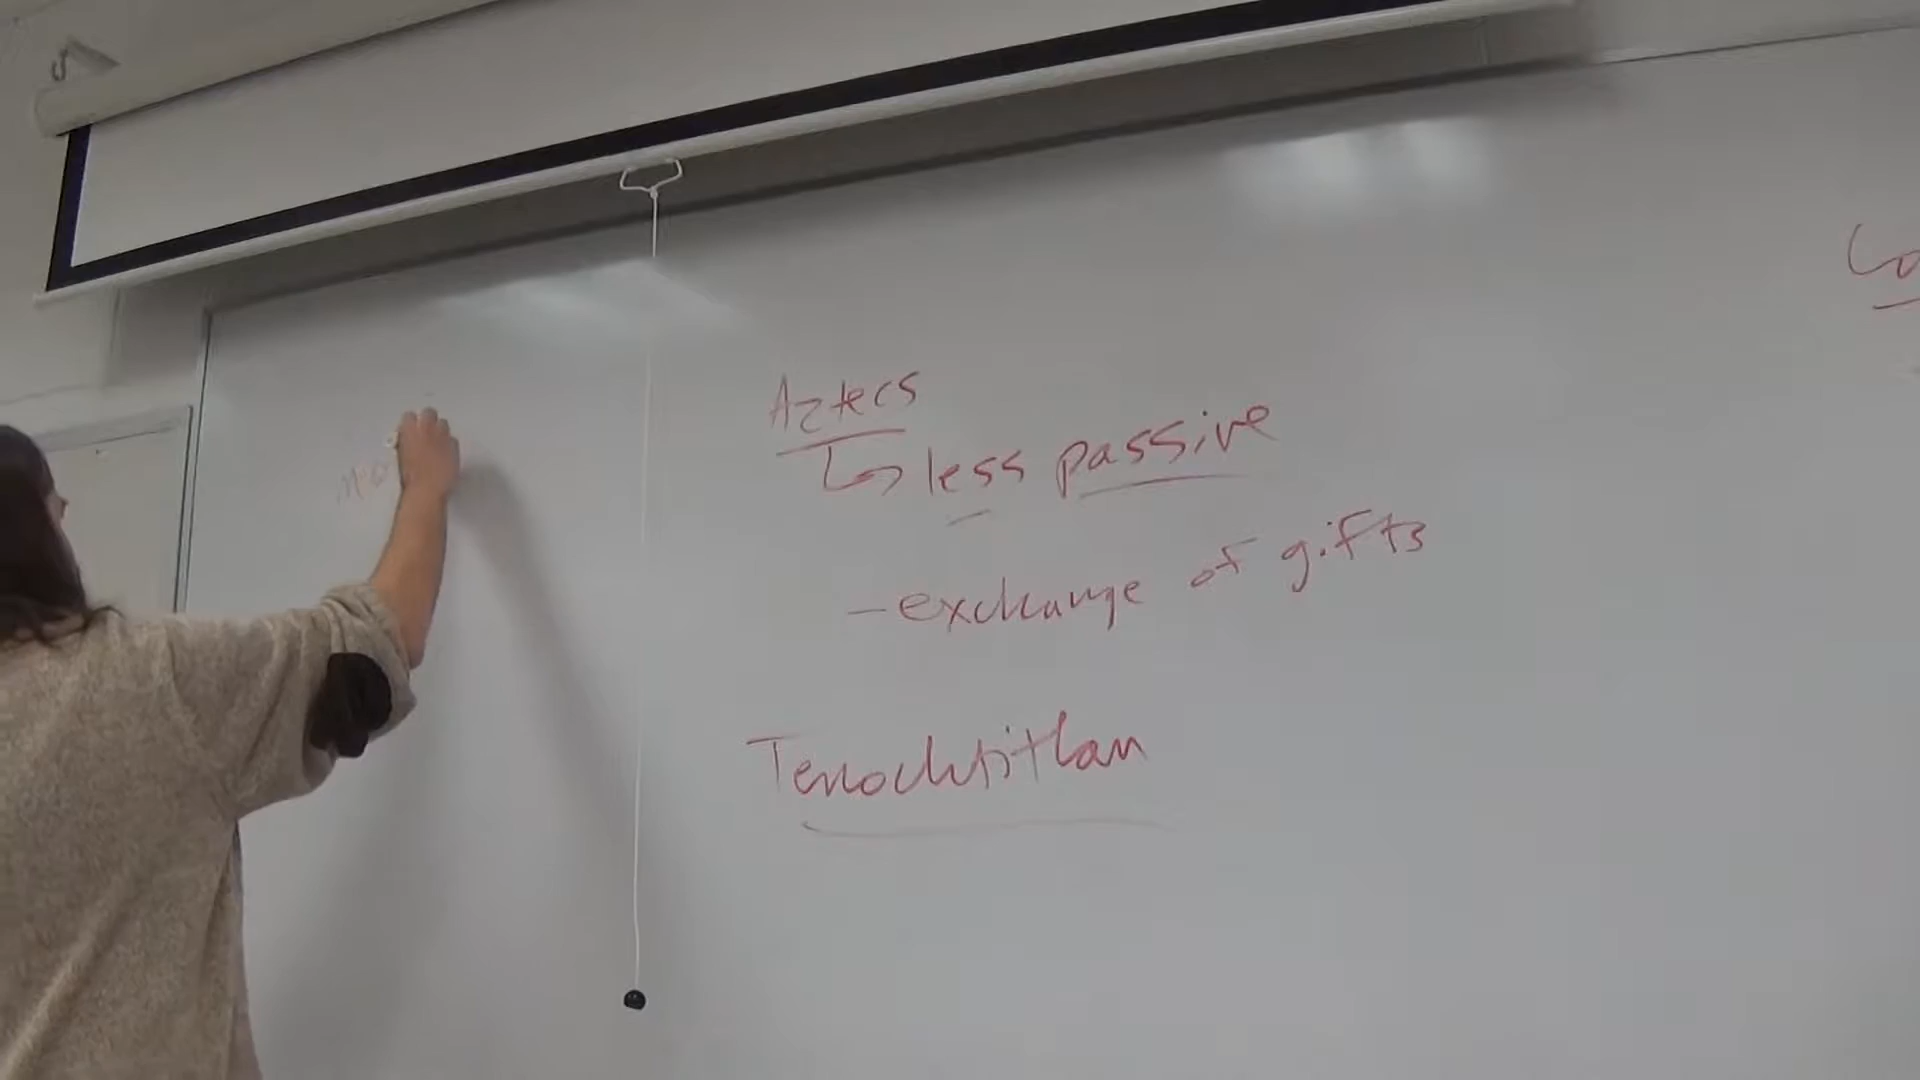 Aztecs
↳ less passive
- exchange of gifts
Tenochtitlan